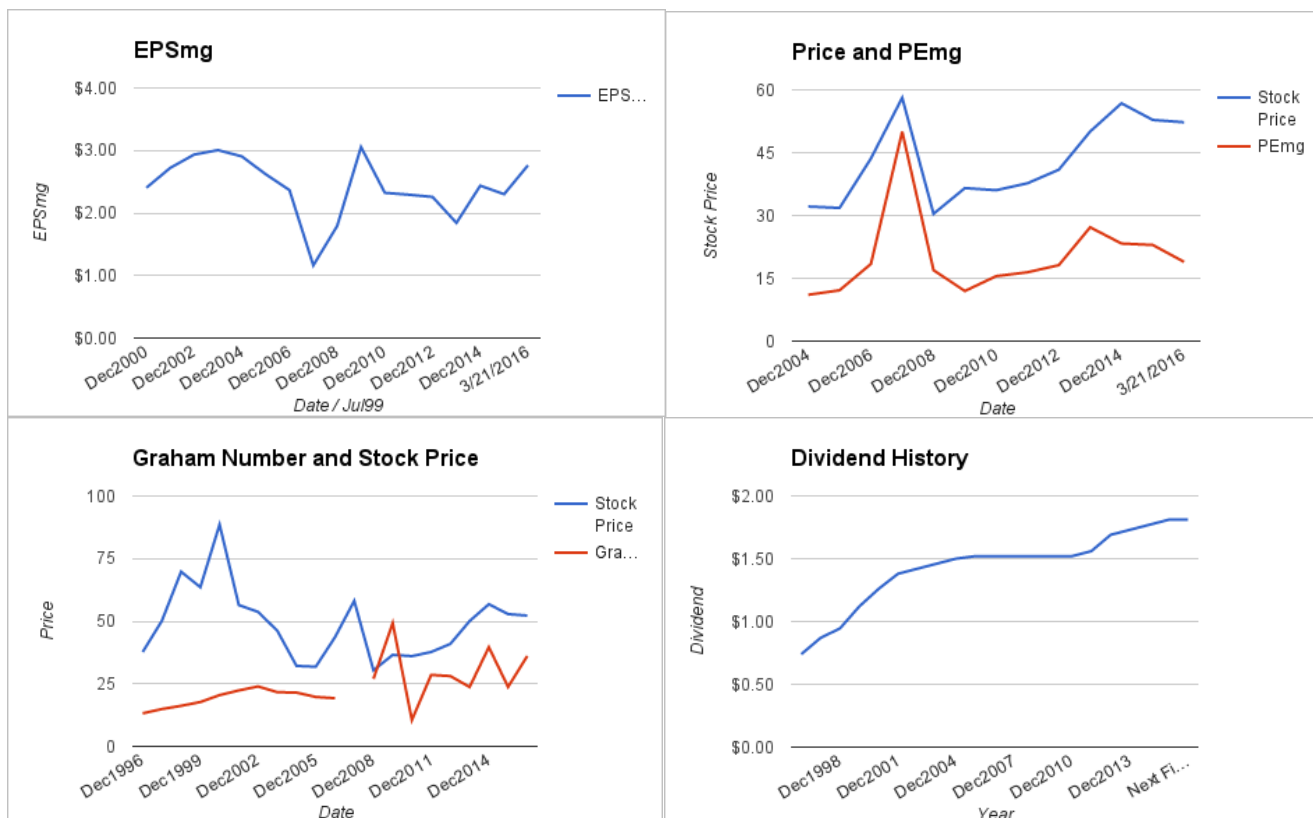 EPSmg
$4.00
$3.00
$2.00
$1.00
$0.00
EPSmg
Dec2000
Dec2002
Dec2004
Dec2006
Dec2008
Dec2010
Dec2012
Dec2014
3/21/2016
Date / Jul99
EPS...
Price and PEmg
60
45
30
15
0
Stock Price
Dec2004
Dec2006
Dec2008
Dec2010
Dec2012
Dec2014
3/21/2016
Date
Stock
Price
PEmg
Graham Number and Stock Price
100
75
50
25
0
Price
Dec1996
Dec1999
Dec2002
Dec2005
Dec2008
Dec2011
Dec2014
Date
Stock
Price
Gra...
Dividend History
$2.00
$1.50
$1.00
$0.50
$0.00
Dividend
Dec1998
Dec2001
Dec2004
Dec2007
Dec2010
Dec2013
Next Fi...
Year